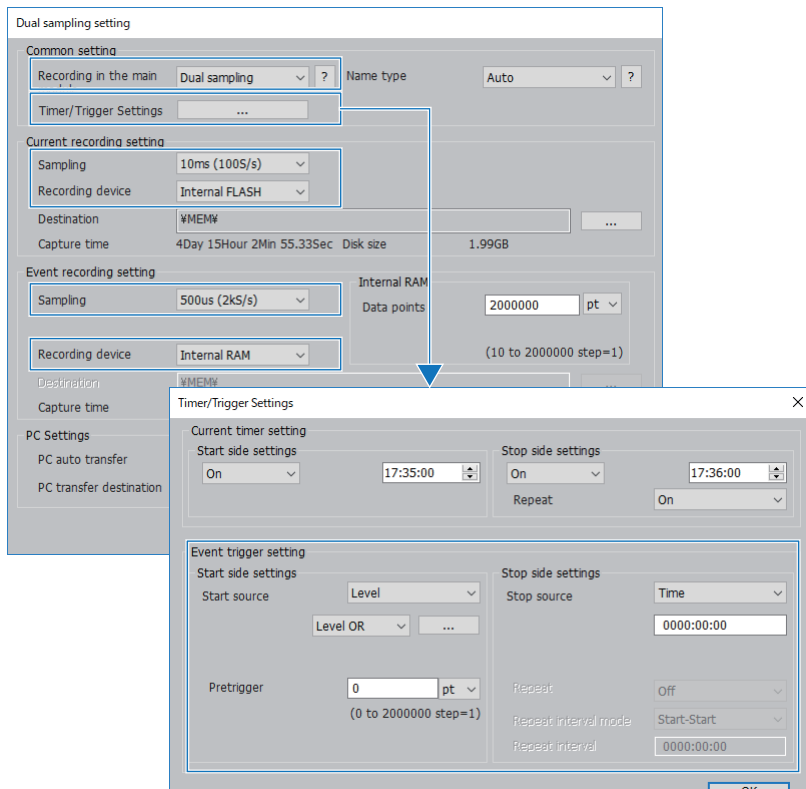 Dual sampling setting
Common setting
Recording in the main Dual sampling ? Name type Auto ?
Timer/Trigger Settings ...
Current recording setting
Sampling 10ms (100S/s)
Recording device Internal FLASH
Destination ¥MEM¥ ...
Capture time 4Day 15Hour 2Min 55.33Sec Disk size 1.99GB
Event recording setting
Internal RAM
Sampling 500us (2kS/s)
Data points 2000000 pt
Recording device Internal RAM
(10 to 2000000 step=1)
Destination ¥MEM¥ ...
Capture time
PC Settings
PC auto transfer
PC transfer destination
Timer/Trigger Settings
Current timer setting
Start side settings
On 17:35:00
Stop side settings
On 17:36:00
Repeat On
Event trigger setting
Start side settings
Start source Level
Level OR ...
Pretrigger 0 pt
(0 to 2000000 step=1)
Stop side settings
Stop source Time
0000:00:00
Repeat Off
Repeat interval mode Start-Start
Repeat interval 0000:00:00